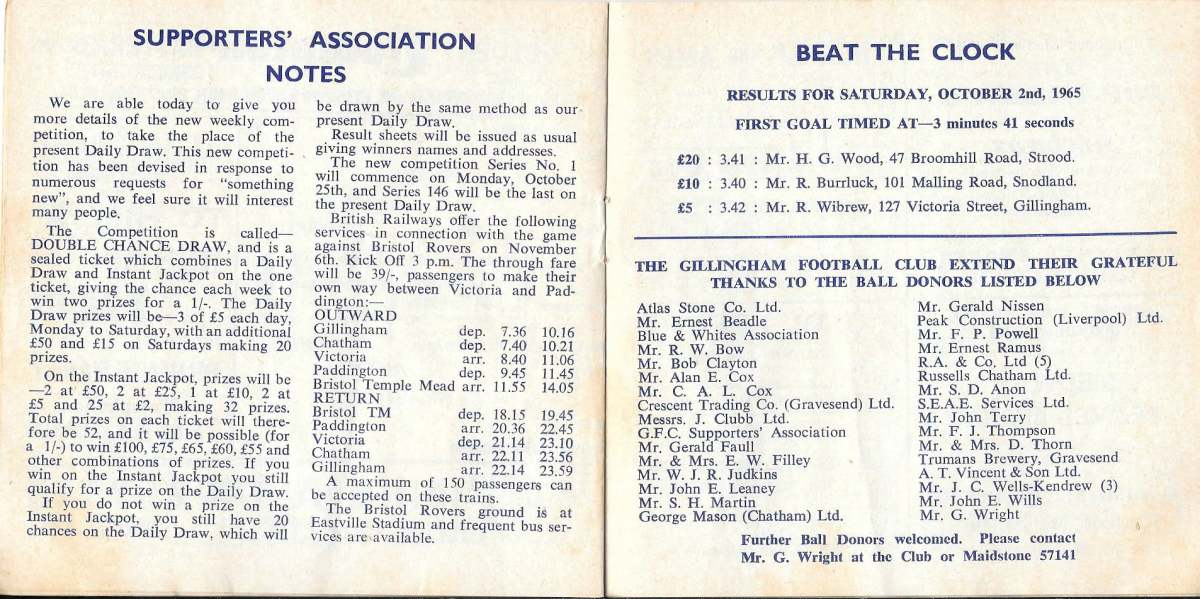 SUPPORTERS' ASSOCIATION
NOTES
We are able today to give you
more details of the new weekly com-
petition, to take the place of the
present Daily Draw. This new competi-
tion has been devised in response to
numerous requests for "something
new", and we feel sure it will interest
many people.
The Competition is called—
DOUBLE CHANCE DRAW, and is a
sealed ticket which combines a Daily
Draw and Instant Jackpot on the one
ticket, giving the chance each week to
win two prizes for a 1/-. The Daily
Draw prizes will be—3 of £5 each day,
Monday to Saturday, with an additional
£50 and £15 on Saturdays making 20
prizes.
On the Instant Jackpot, prizes will be
—2 at £50, 2 at £25, 1 at £10, 2 at
£5 and 25 at £2, making 32 prizes.
Total prizes on each ticket will there-
fore be 52, and it will be possible (for
a 1/-) to win £100, £75, £65, £60, £55 and
other combinations of prizes. If you
win on the Instant Jackpot you still
qualify for a prize on the Daily Draw.
If you do not win a prize on the
Instant Jackpot, you still have 20
chances on the Daily Draw, which will
be drawn by the same method as our
present Daily Draw.
Result sheets will be issued as usual
giving winners names and addresses.
The new competition Series No. 1
will commence on Monday, October
25th, and Series 146 will be the last on
the present Daily Draw.
British Railways offer the following
services in connection with the game
against Bristol Rovers on November
6th. Kick Off 3 p.m. The through fare
will be 39/-, passengers to make their
own way between Victoria and Pad-
dington:—
OUTWARD
Gillingham dep. 7.36 10.16
Chatham dep. 7.40 10.21
Victoria arr. 8.40 11.06
Paddington dep. 9.45 11.45
Bristol Temple Mead arr. 11.55 14.05
RETURN
Bristol TM dep. 18.15 19.45
Paddington arr. 20.36 22.45
Victoria dep. 21.14 23.10
Chatham arr. 22.11 23.56
Gillingham arr. 22.14 23.59
A maximum of 150 passengers can
be accepted on these trains.
The Bristol Rovers ground is at
Eastville Stadium and frequent bus ser-
vices are available.
BEAT THE CLOCK
RESULTS FOR SATURDAY, OCTOBER 2nd, 1965
FIRST GOAL TIMED AT—3 minutes 41 seconds
£20 : 3.41 : Mr. H. G. Wood, 47 Broomhill Road, Strood.
£10 : 3.40 : Mr. R. Burrluck, 101 Malling Road, Snodland.
£5 : 3.42 : Mr. R. Wibrew, 127 Victoria Street, Gillingham.
THE GILLINGHAM FOOTBALL CLUB EXTEND THEIR GRATEFUL
THANKS TO THE BALL DONORS LISTED BELOW
Atlas Stone Co. Ltd.
Mr. Ernest Beadle
Blue & Whites Association
Mr. R. W. Bow
Mr. Bob Clayton
Mr. Alan E. Cox
Mr. C. A. L. Cox
Crescent Trading Co. (Gravesend) Ltd.
Messrs. J. Clubb Ltd.
G.F.C. Supporters' Association
Mr. Gerald Faull
Mr. & Mrs. E. W. Filley
Mr. W. J. R. Judkins
Mr. John E. Leaney
Mr. S. H. Martin
George Mason (Chatham) Ltd.
Mr. Gerald Nissen
Peak Construction (Liverpool) Ltd.
Mr. F. P. Powell
Mr. Ernest Ramus
R.A. & Co. Ltd (5)
Russells Chatham Ltd.
Mr. S. D. Anon
S.E.A.E. Services Ltd.
Mr. John Terry
Mr. F. J. Thompson
Mr. & Mrs. D. Thorn
Trumans Brewery, Gravesend
A. T. Vincent & Son Ltd.
Mr. J. C. Wells-Kendrew (3)
Mr. John E. Wills
Mr. G. Wright
Further Ball Donors welcomed. Please contact
Mr. G. Wright at the Club or Maidstone 57141